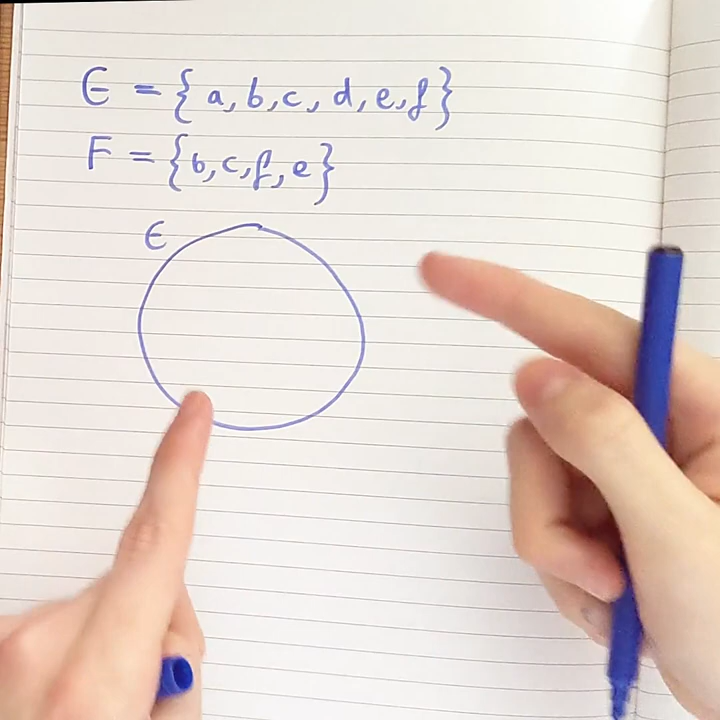 E = { a, b, c, d, e, f }
F = { b, c, f, e }
E